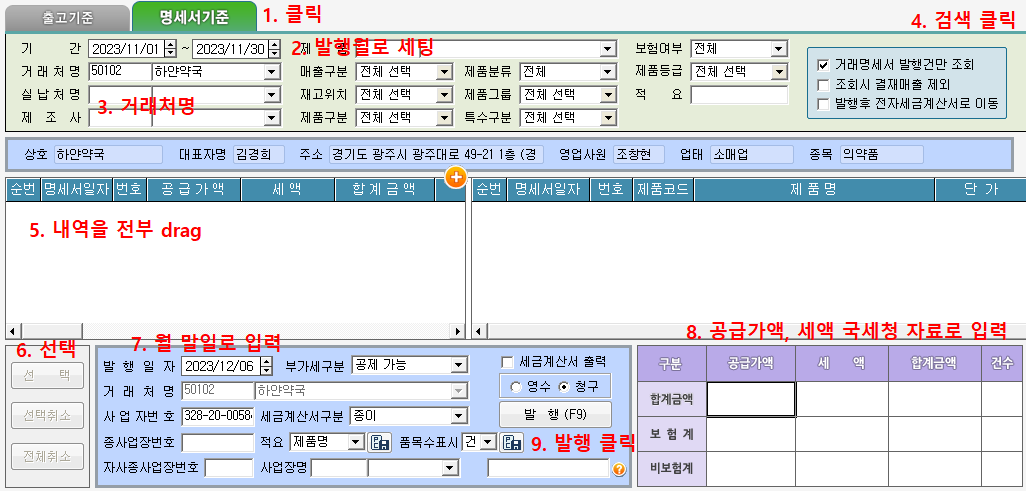 출고기준 명세서기준 1. 클릭 4. 검색 클릭
기 간 2023/11/01 ~ 2023/11/30 제 2. 발행월로 세팅 보험여부 전체
거래처명 50102 하얀약국 매출구분 전체 선택 제품분류 전체 제품등급 전체 선택 거래명세서 발행건만 조회
실납처명 재고위치 전체 선택 제품그룹 전체 선택 적 요 조회시 결재매출 제외
3. 거래처명
제 조 사 제품구분 전체 선택 특수구분 전체 선택 발행후 전자세금계산서로 이동
상호 하얀약국 대표자명 김경희 주소 경기도 광주시 광주대로 49-21 1층 (경 영업사원 조창현 업태 소매업 종목 의약품
순번 명세서일자 번호 공급가액 세액 합계금액 순번 명세서일자 번호 제품코드 제품명 단가
5. 내역을 전부 drag
6. 선택 7. 월 말일로 입력 8. 공급가액, 세액 국세청 자료로 입력
선 택 발행일자 2023/12/06 부가세구분 공제 가능 세금계산서 출력 구분 공급가액 세 액 합계금액 건수
거래처명 50102 하얀약국 영수 청구 합계금액
선택취소 사업자번호 328-20-0058 세금계산서구분 종이 발 행 (F9) 보 험 계
전체취소 종사업장번호 적요 제품명 품목수표시 건 9. 발행 클릭
자사종사업장번호 사업장명 비보험계